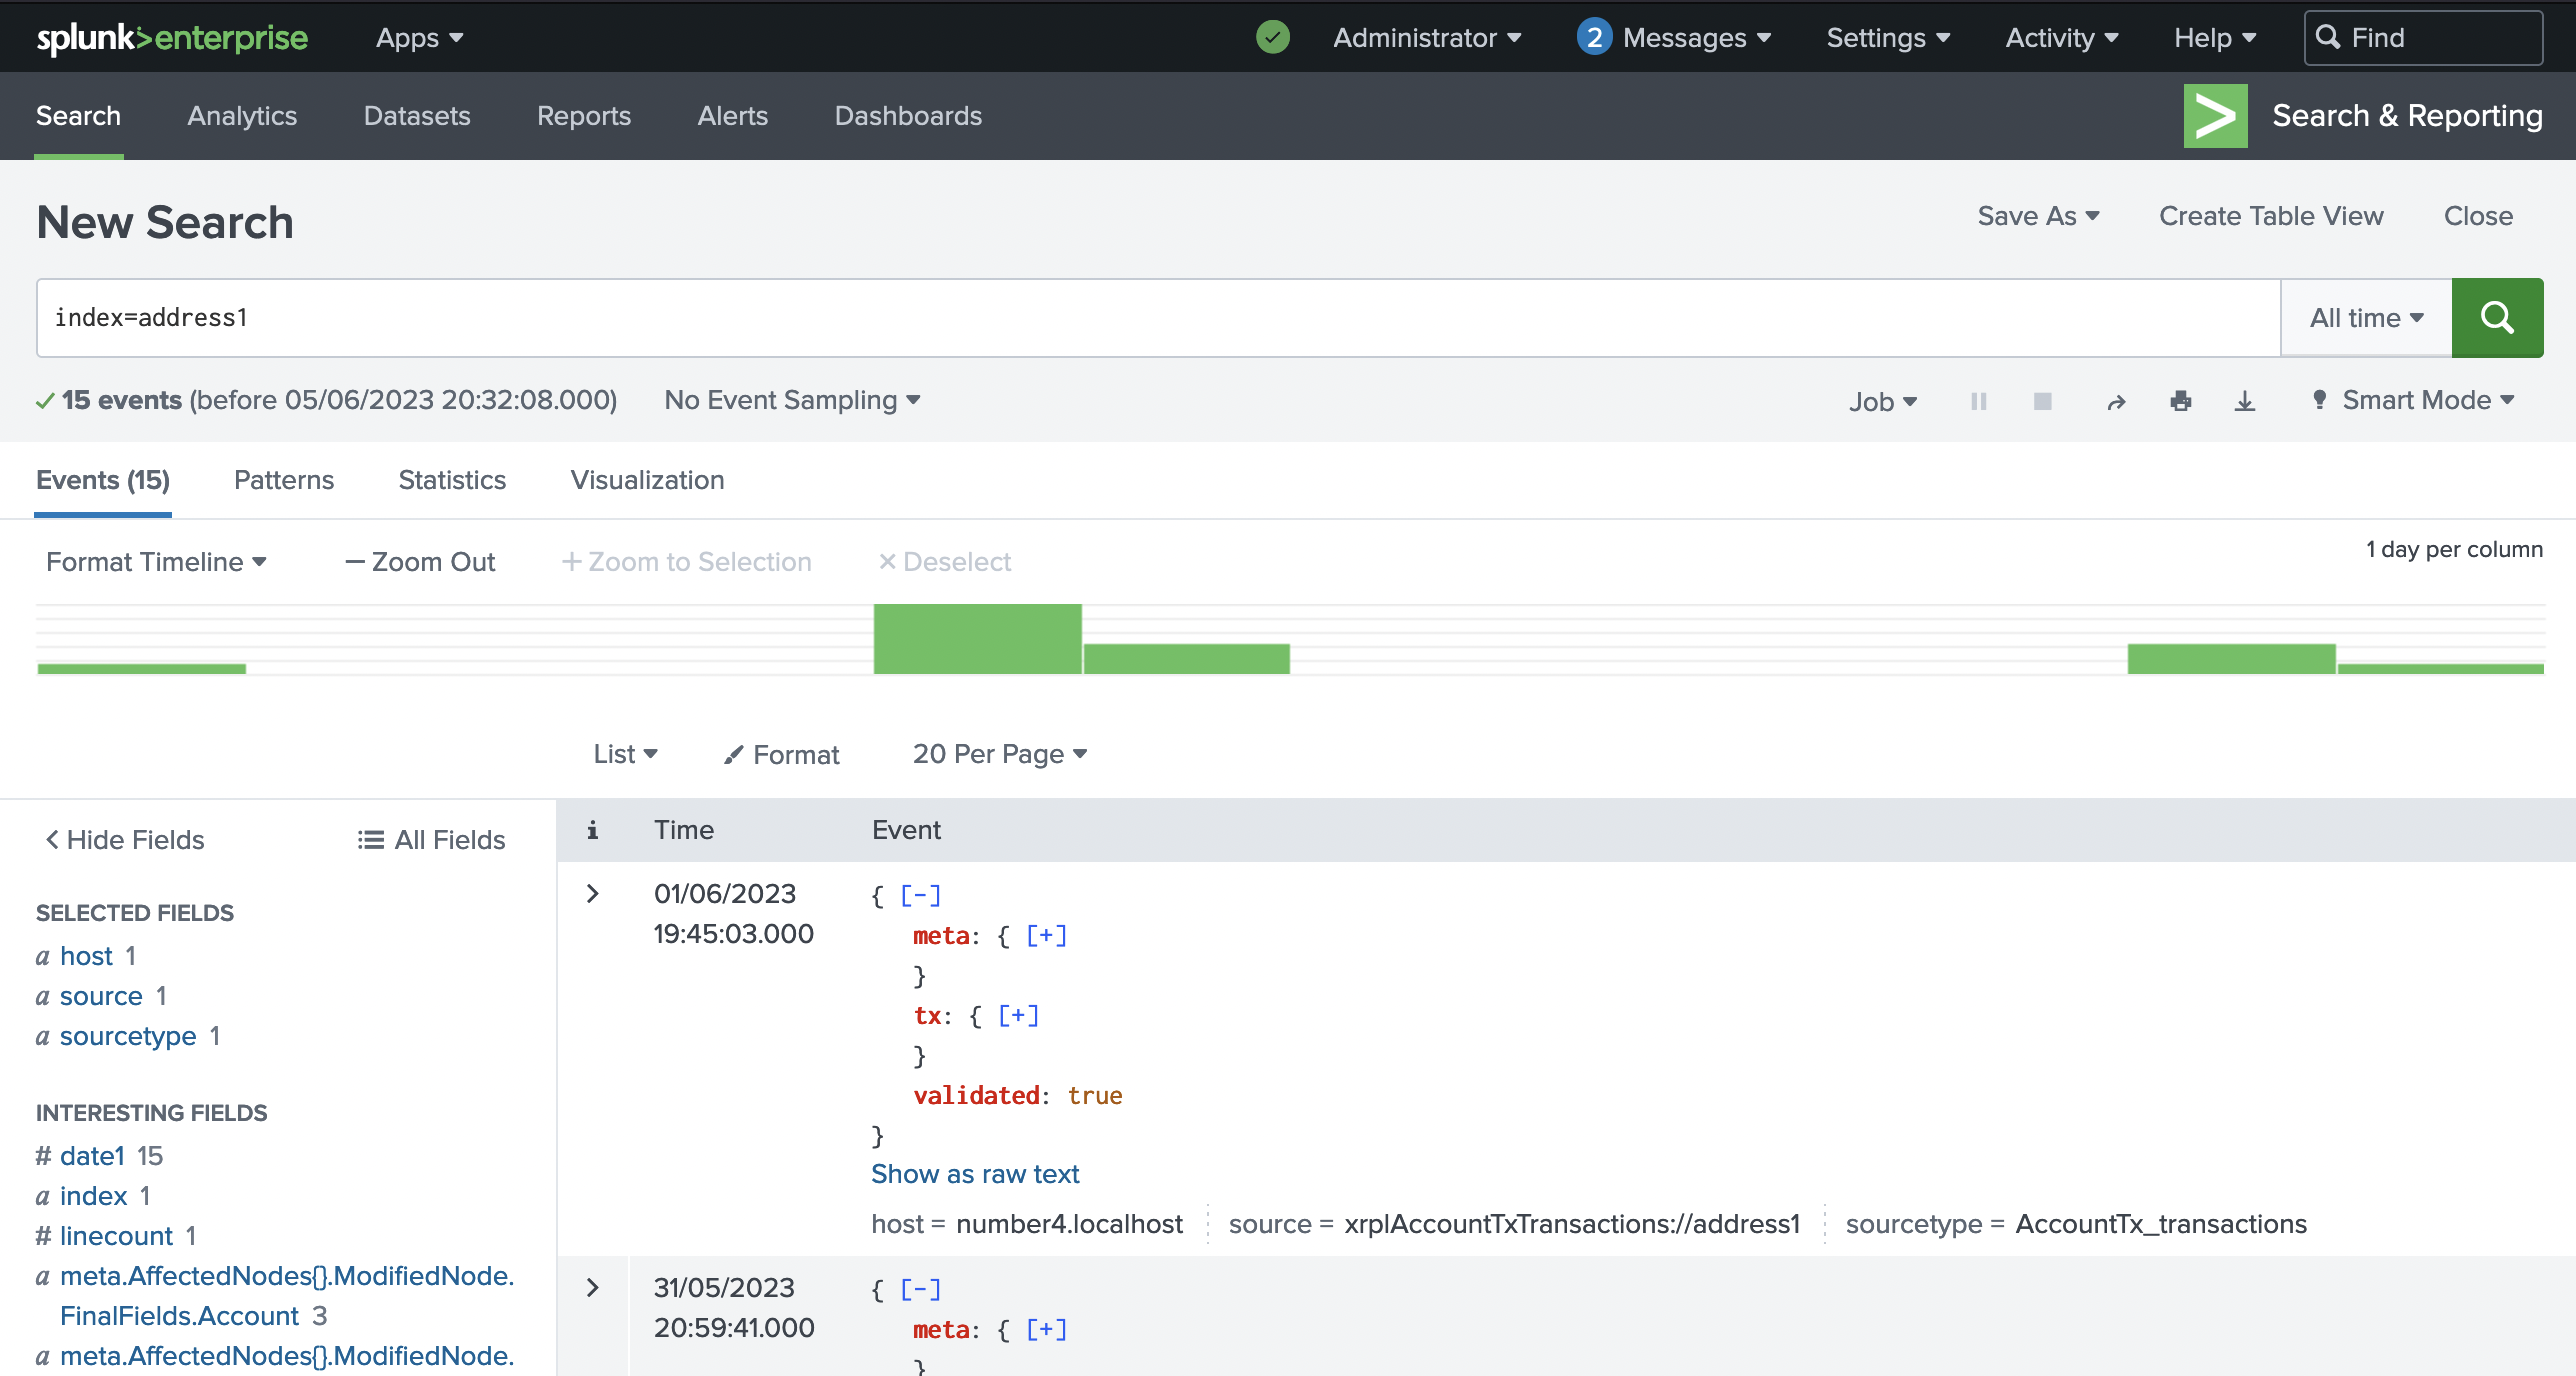 splunk>enterprise Apps Administrator 2 Messages Settings Activity Help Find
Search Analytics Datasets Reports Alerts Dashboards > Search & Reporting
New Search
Save As Create Table View Close
index=address1 All time
15 events (before 05/06/2023 20:32:08.000) No Event Sampling Job Smart Mode
Events (15) Patterns Statistics Visualization
Format Timeline — Zoom Out + Zoom to Selection × Deselect 1 day per column
List Format 20 Per Page
< Hide Fields All Fields
SELECTED FIELDS
a host 1
a source 1
a sourcetype 1
INTERESTING FIELDS
# date1 15
a index 1
# linecount 1
a meta.AffectedNodes{}.ModifiedNode.
FinalFields.Account 3
a meta.AffectedNodes{}.ModifiedNode.
i Time Event
> 01/06/2023
19:45:03.000
{ [-]
meta: { [+]
}
tx: { [+]
}
validated: true
}
Show as raw text
host = number4.localhost source = xrplAccountTxTransactions://address1 sourcetype = AccountTx_transactions
> 31/05/2023
20:59:41.000
{ [-]
meta: { [+]
}